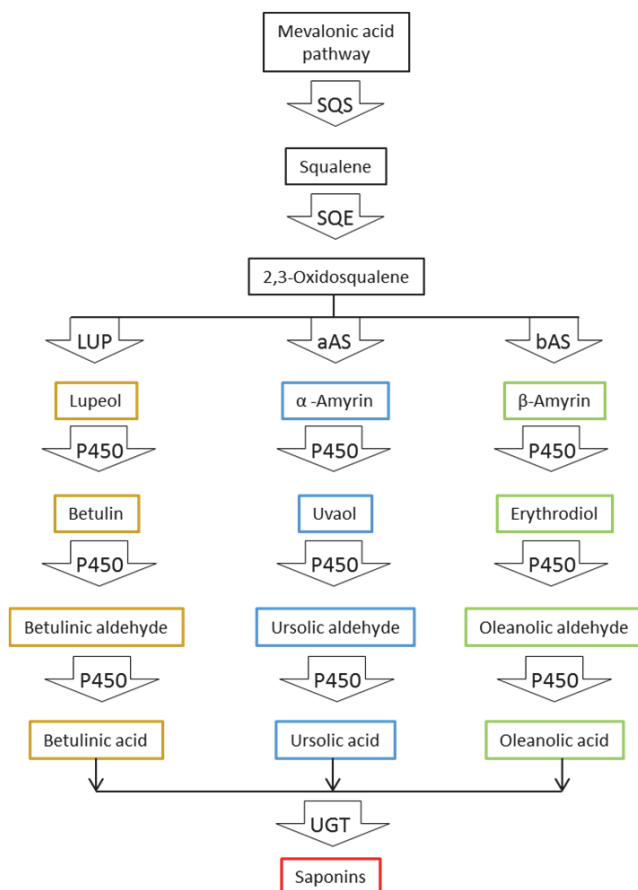 Mevalonic acid
pathway
SQS
Squalene
SQE
2,3-Oxidosqualene
LUP
aAS
bAS
Lupeol
α -Amyrin
β-Amyrin
P450
P450
P450
Betulin
Uvaol
Erythrodiol
P450
P450
P450
Betulinic aldehyde
Ursolic aldehyde
Oleanolic aldehyde
P450
P450
P450
Betulinic acid
Ursolic acid
Oleanolic acid
UGT
Saponins